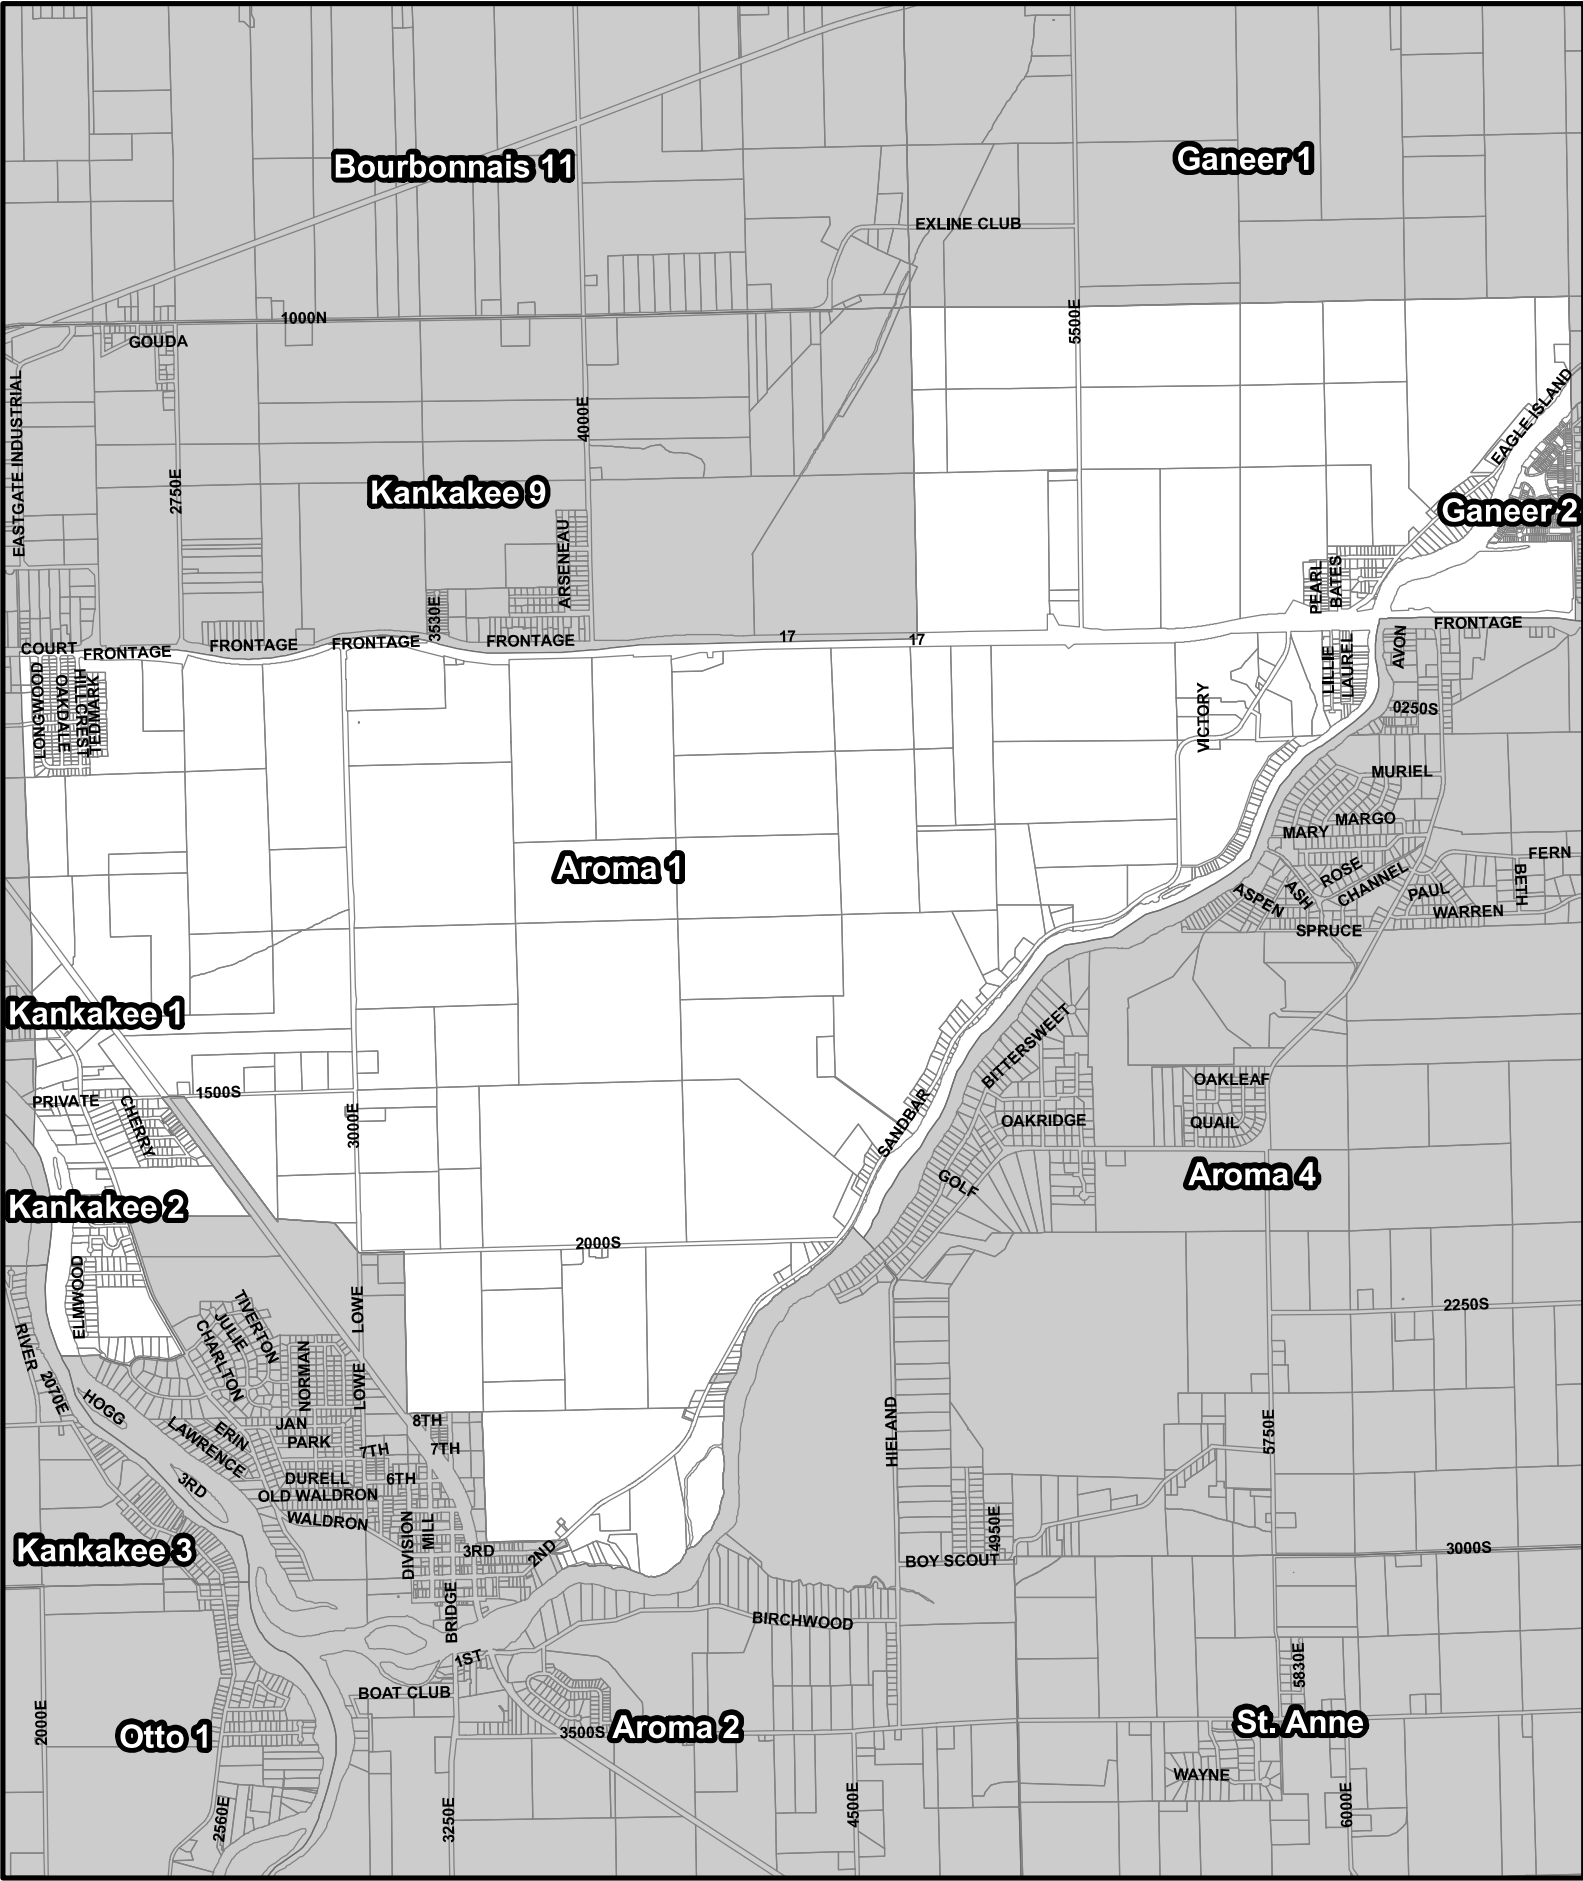 Bourbonnais 11
Ganeer 1
EXLINE CLUB
1000N
5500E
GOUDA
EASTGATE INDUSTRIAL
4000E
EAGLE ISLAND
2750E
Kankakee 9
Ganeer 2
ARSENEAU
PEARL
BATES
3530E
COURT
FRONTAGE
FRONTAGE
FRONTAGE
FRONTAGE
17
17
FRONTAGE
AVON
LONGWOOD
OAKDALE
HILLCREST
TEDMARK
LILLIE
LAUREL
VICTORY
0250S
MURIEL
MARGO
MARY
FERN
Aroma 1
ROSE
CHANNEL
BETH
ASPEN
ASH
PAUL
WARREN
SPRUCE
Kankakee 1
BITTERSWEET
1500S
PRIVATE
CHERRY
3000E
SANDBAR
OAKLEAF
OAKRIDGE
QUAIL
GOLF
Aroma 4
Kankakee 2
2000S
ELMWOOD
LOWE
2250S
RIVER
TIVERTON
JULIE
CHARLTON
NORMAN
LOWE
2070E
HOGG
HIELAND
5750E
LAWRENCE
ERIN
JAN
PARK
8TH
7TH
7TH
3RD
DURELL
6TH
OLD WALDRON
WALDRON
DIVISION
MILL
4950E
Kankakee 3
3RD
2ND
BOY SCOUT
3000S
BRIDGE
BIRCHWOOD
1ST
5830E
BOAT CLUB
2000E
Otto 1
3500S
Aroma 2
St. Anne
WAYNE
2560E
3250E
4500E
6000E